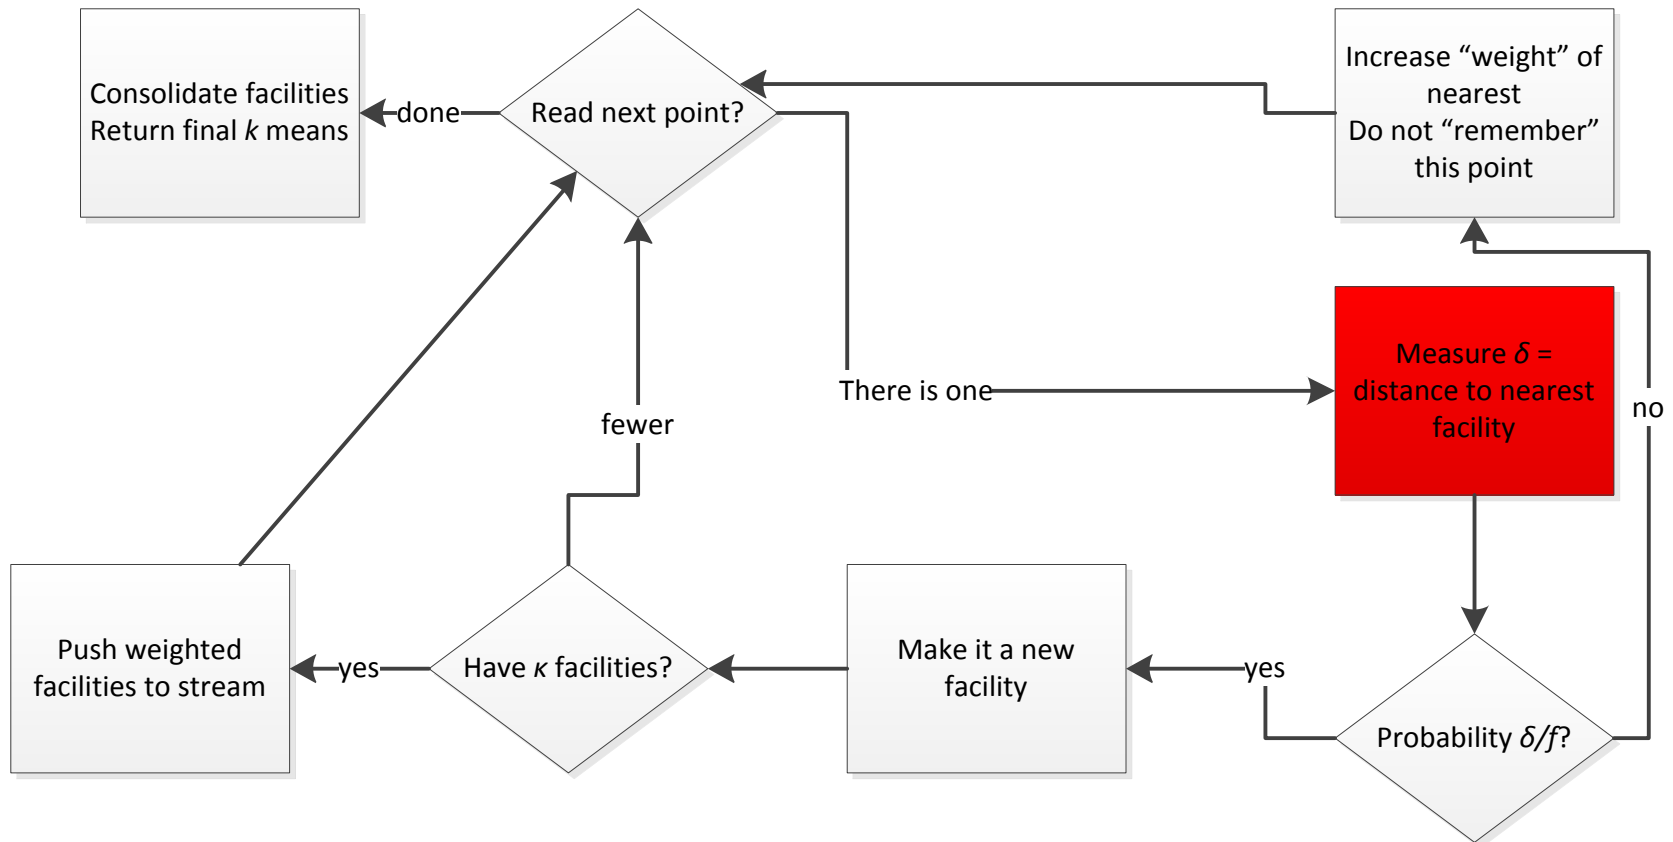 Consolidate facilities
Return final k means
done
Read next point?
Increase “weight” of
nearest
Do not “remember”
this point
Measure δ =
distance to nearest
facility
There is one
no
fewer
Push weighted
facilities to stream
yes
Have κ facilities?
Make it a new
facility
yes
Probability δ/f?